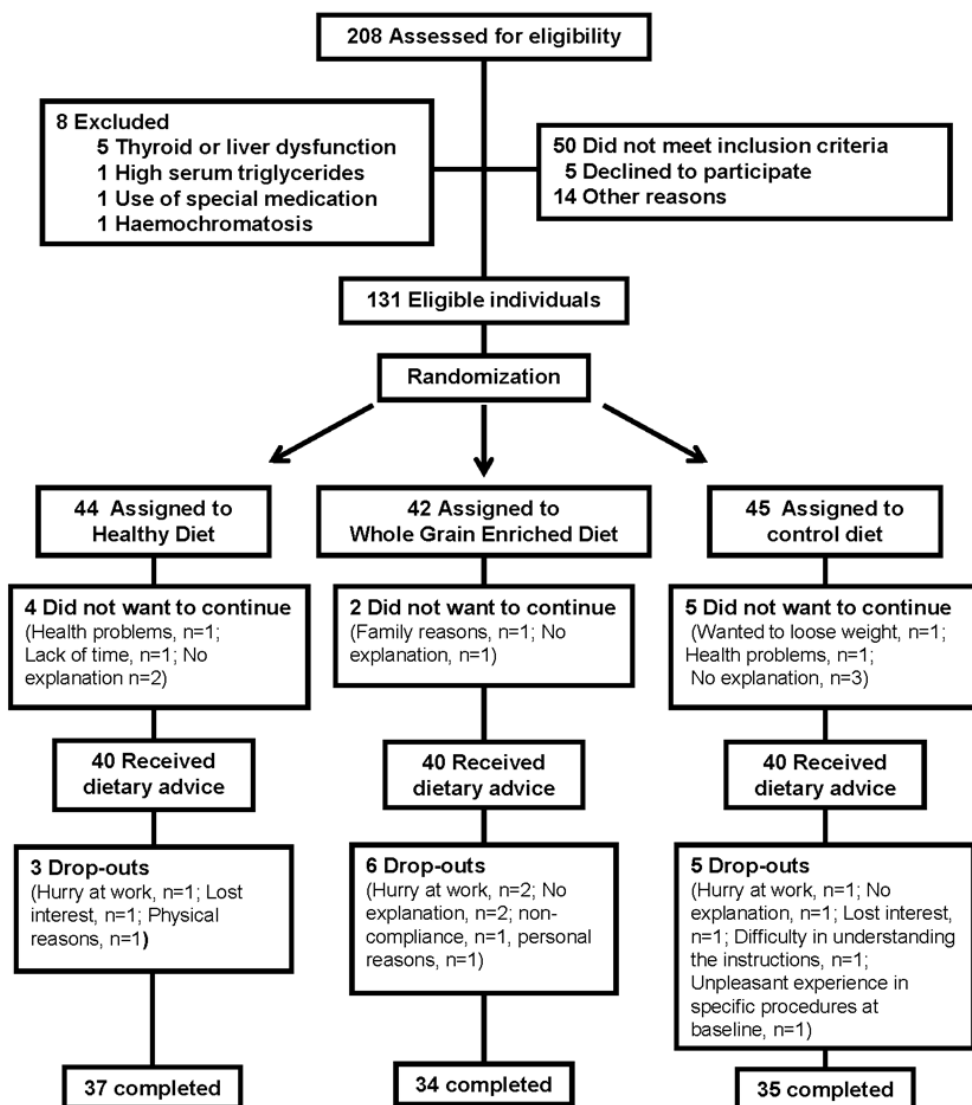 208 Assessed for eligibility
8 Excluded
5 Thyroid or liver dysfunction
1 High serum triglycerides
1 Use of special medication
1 Haemochromatosis
50 Did not meet inclusion criteria
5 Declined to participate
14 Other reasons
131 Eligible individuals
Randomization
44 Assigned to
Healthy Diet
42 Assigned to
Whole Grain Enriched Diet
45 Assigned to
control diet
4 Did not want to continue
(Health problems, n=1;
Lack of time, n=1; No
explanation n=2)
2 Did not want to continue
(Family reasons, n=1; No
explanation, n=1)
5 Did not want to continue
(Wanted to loose weight, n=1;
Health problems, n=1;
No explanation, n=3)
40 Received
dietary advice
40 Received
dietary advice
40 Received
dietary advice
3 Drop-outs
(Hurry at work, n=1; Lost
interest, n=1; Physical
reasons, n=1)
6 Drop-outs
(Hurry at work, n=2; No
explanation, n=2; non-
compliance, n=1, personal
reasons, n=1)
5 Drop-outs
(Hurry at work, n=1; No
explanation, n=1; Lost interest,
n=1; Difficulty in understanding
the instructions, n=1;
Unpleasant experience in
specific procedures at
baseline, n=1)
37 completed
34 completed
35 completed